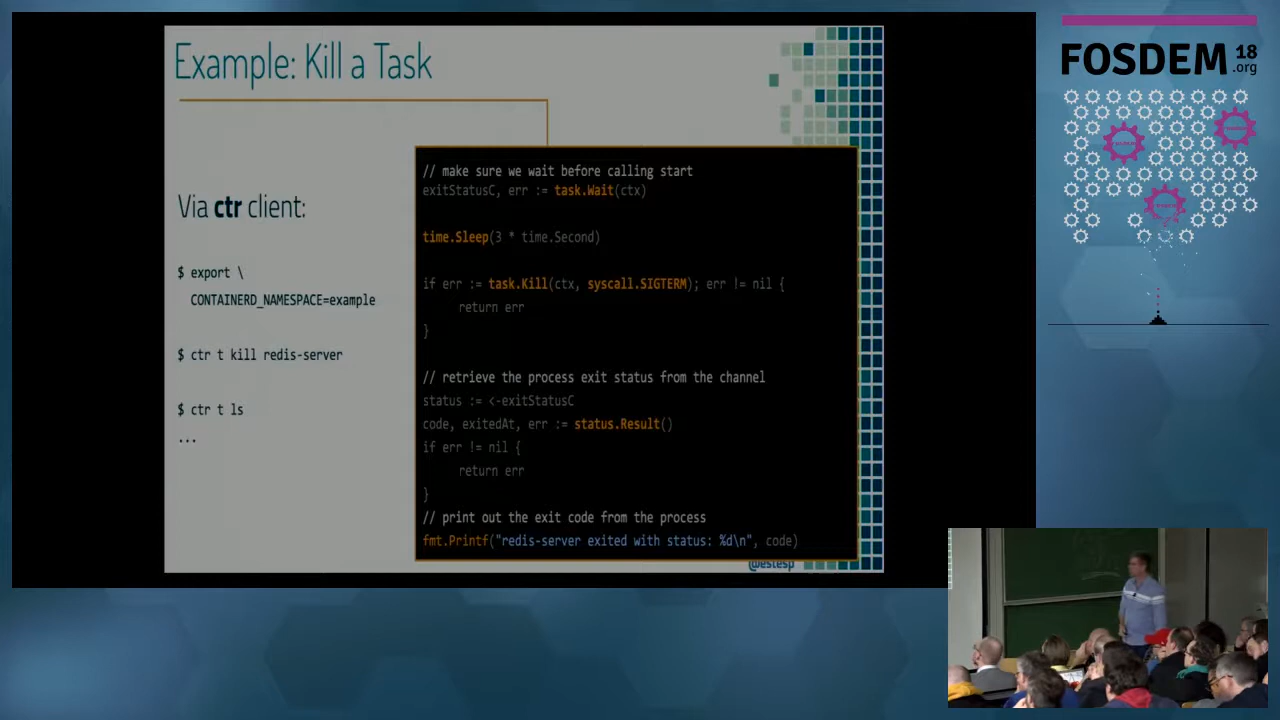 Example: Kill a Task
Via ctr client:
$ export \
CONTAINERD_NAMESPACE=example
$ ctr t kill redis-server
$ ctr t ls
...
// make sure we wait before calling start
exitStatusC, err := task.Wait(ctx)
time.Sleep(3 * time.Second)
if err := task.Kill(ctx, syscall.SIGTERM); err != nil {
return err
}
// retrieve the process exit status from the channel
status := <-exitStatusC
code, exitedAt, err := status.Result()
if err != nil {
return err
}
// print out the exit code from the process
fmt.Printf("redis-server exited with status: %d\n", code)
@estesp
FOSDEM 18
.org